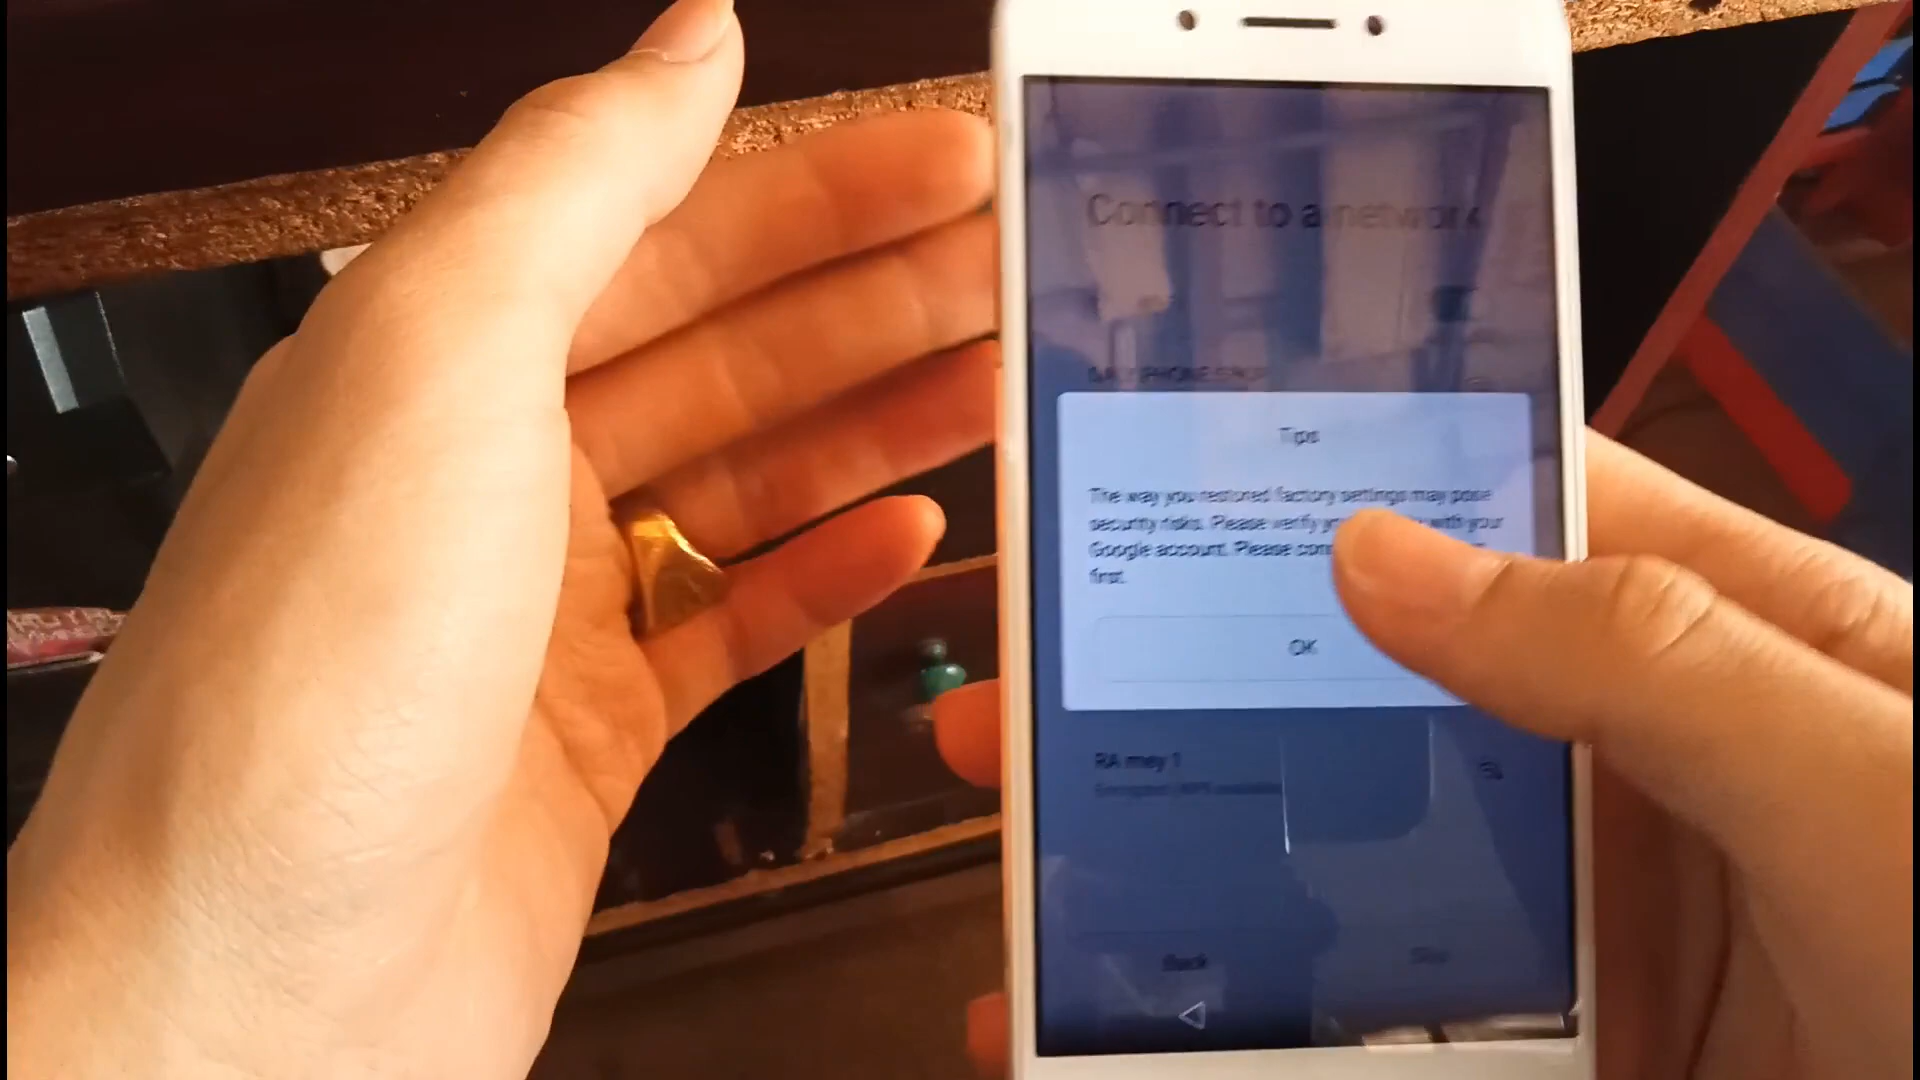 Connect to a network
Tips
The way you restored factory settings may pose
security risks. Please verify with your
Google account. Please
first.
OK
RA mey 1
Back
Skip